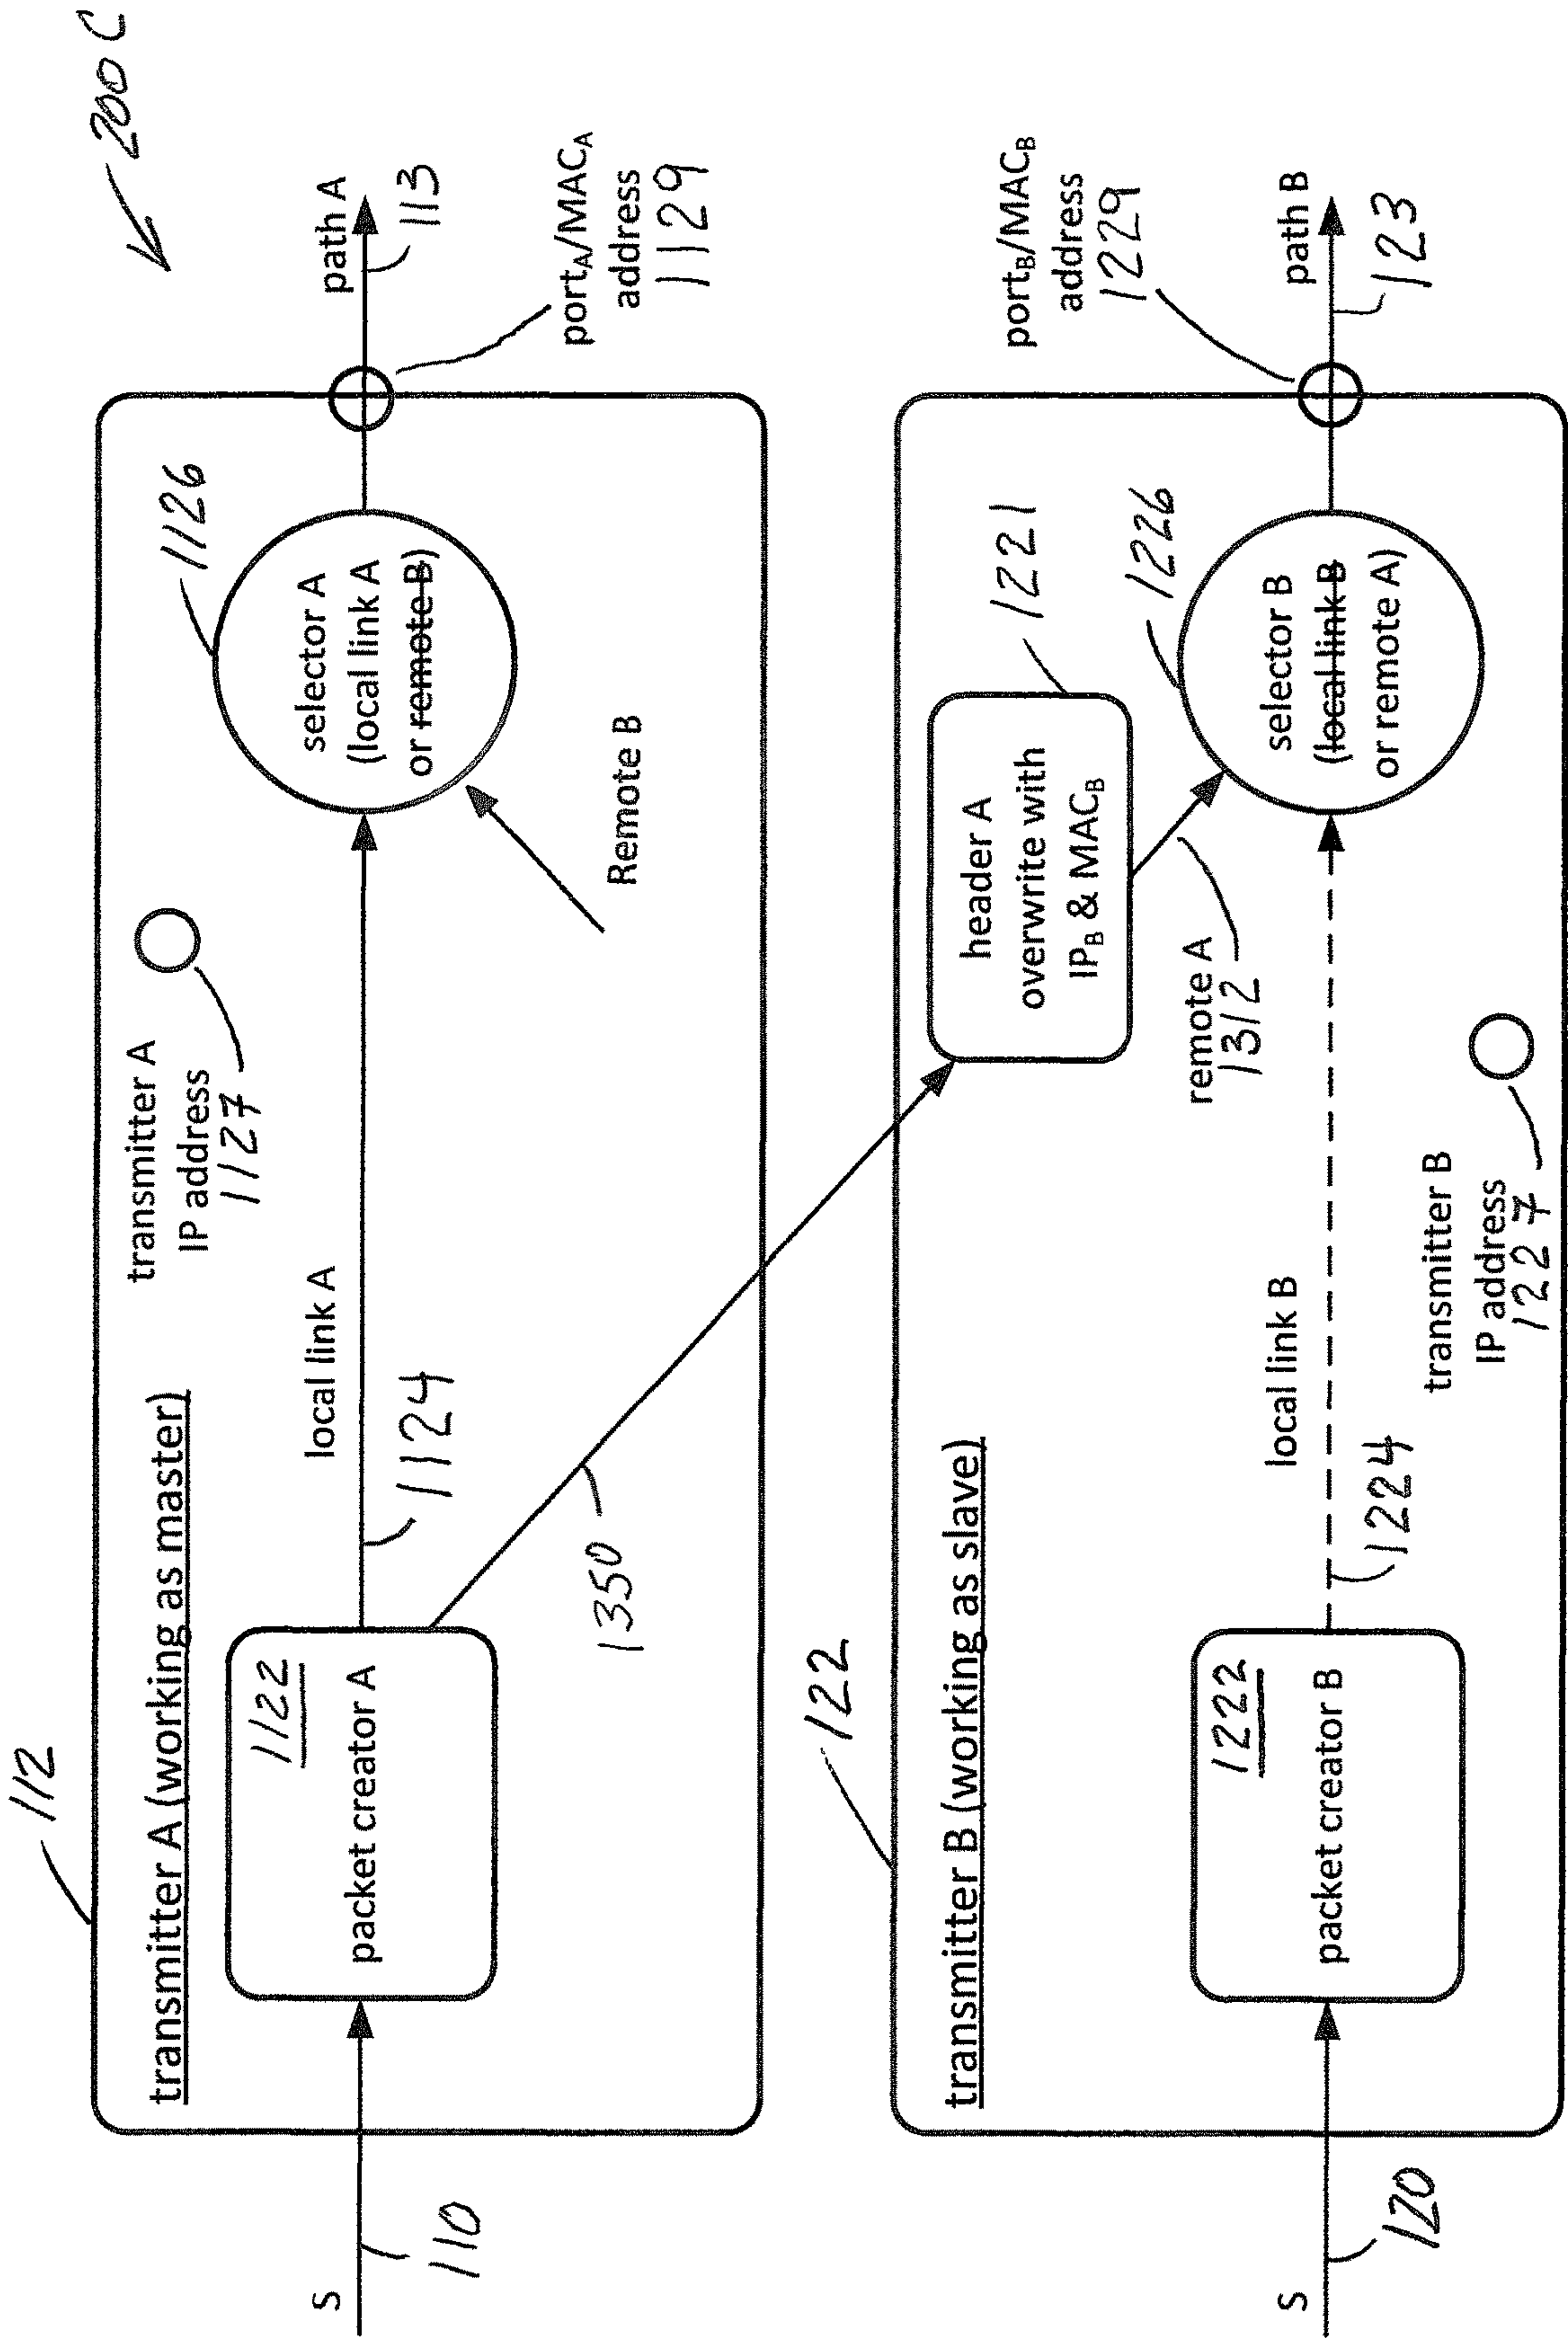 200C
112
transmitter A (working as master)
transmitter A
IP address
1127
1126
S
110
1122
packet creator A
local link A
1124
selector A
(local link A
or remote B)
path A
113
1350
Remote B
portA/MACA
address
1129
122
transmitter B (working as slave)
header A
overwrite with
IPB & MACB
1221
portB/MACB
address
1229
remote A
1312
1226
S
120
1222
packet creator B
local link B
1224
selector B
(local link B
or remote A)
path B
123
transmitter B
IP address
1227